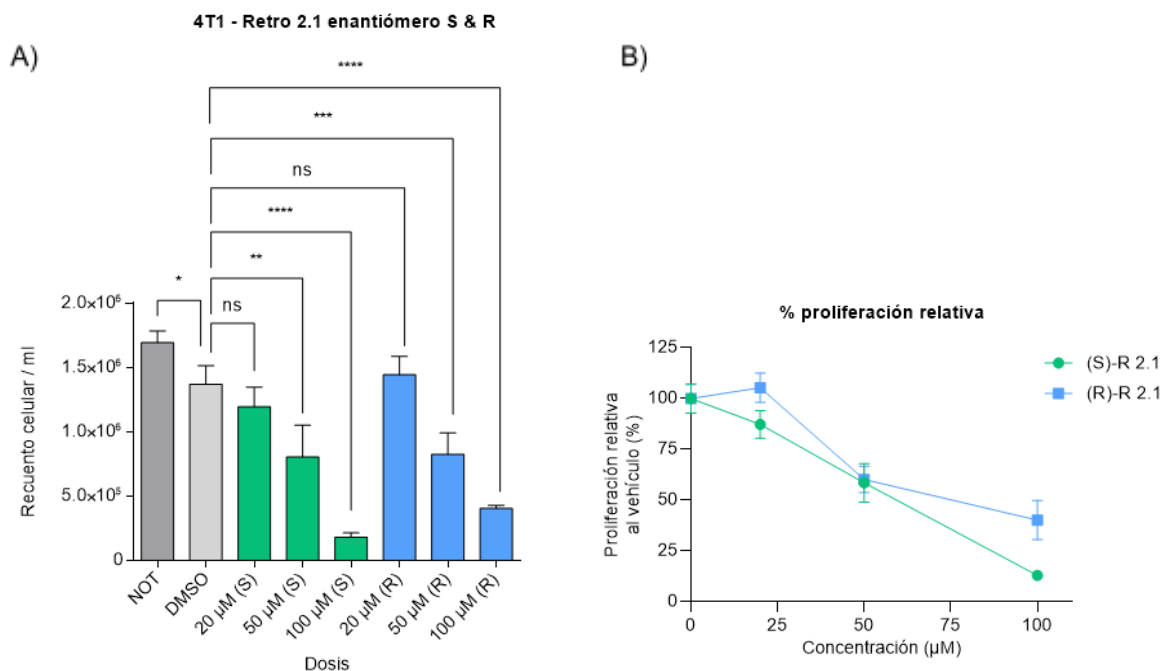 4T1 - Retro 2.1 enantiómero S & R
A)
B)
****
***
ns
****
**
*
ns
2.0×10⁶
1.5×10⁶
1.0×10⁶
5.0×10⁵
0
Recuento celular / ml
NOT
DMSO
20 µM (S)
50 µM (S)
100 µM (S)
20 µM (R)
50 µM (R)
100 µM (R)
Dosis
% proliferación relativa
125
100
75
50
25
0
Proliferación relativa
al vehículo (%)
0
25
50
75
100
Concentración (µM)
(S)-R 2.1
(R)-R 2.1